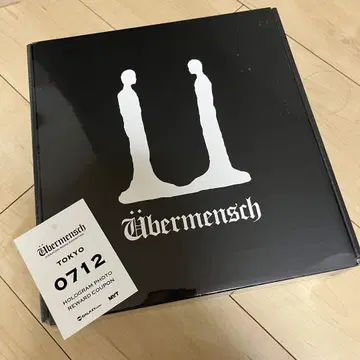 Übermensch
Übermensch
TOKYO
0712
HOLOGRAM PHOTO
REWARD COUPON